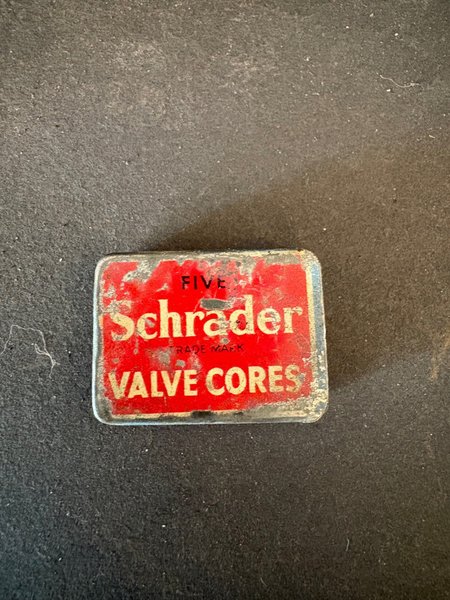 FIVE
Schrader
TRADE MARK
VALVE CORES